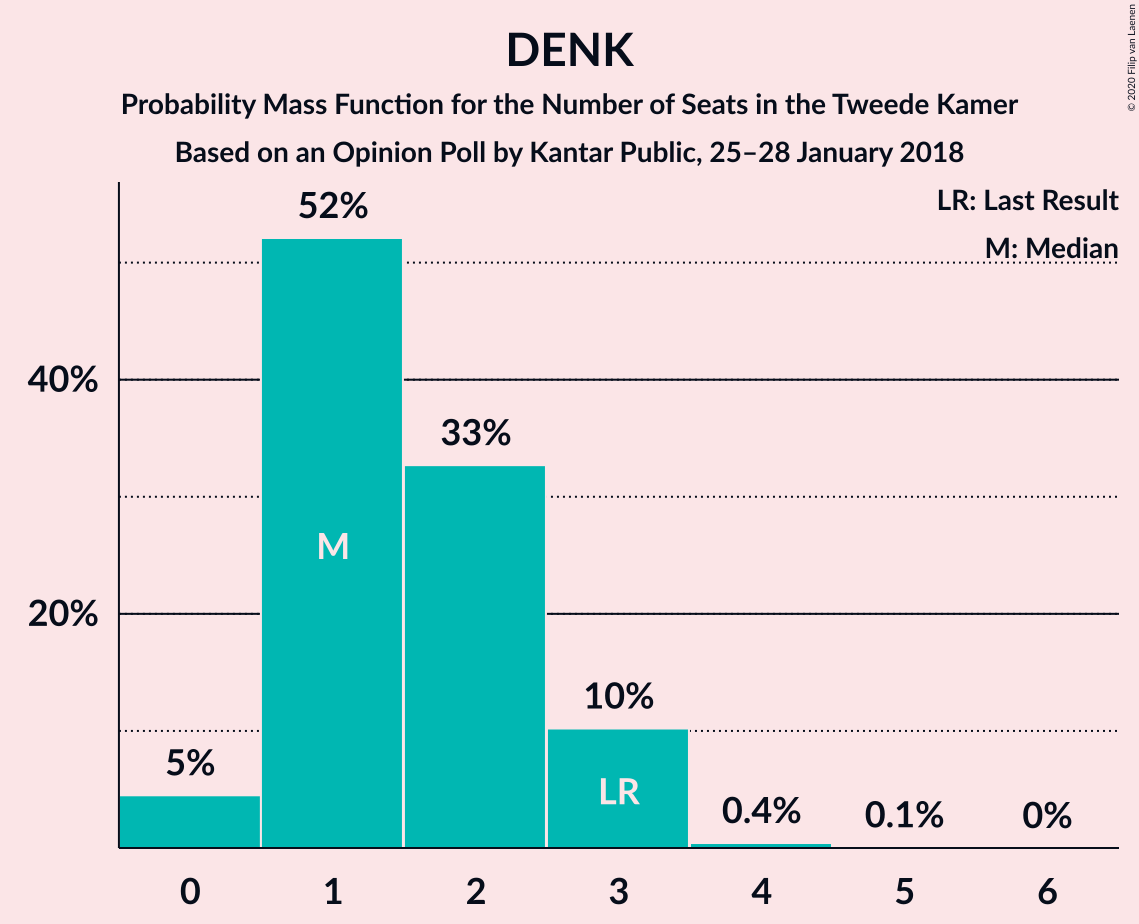 DENK
Probability Mass Function for the Number of Seats in the Tweede Kamer
Based on an Opinion Poll by Kantar Public, 25–28 January 2018
© 2020 Filip van Laenen
LR: Last Result
M: Median
52%
40%
33%
M
20%
10%
5%
LR
0.4%
0.1%
0%
0 1 2 3 4 5 6